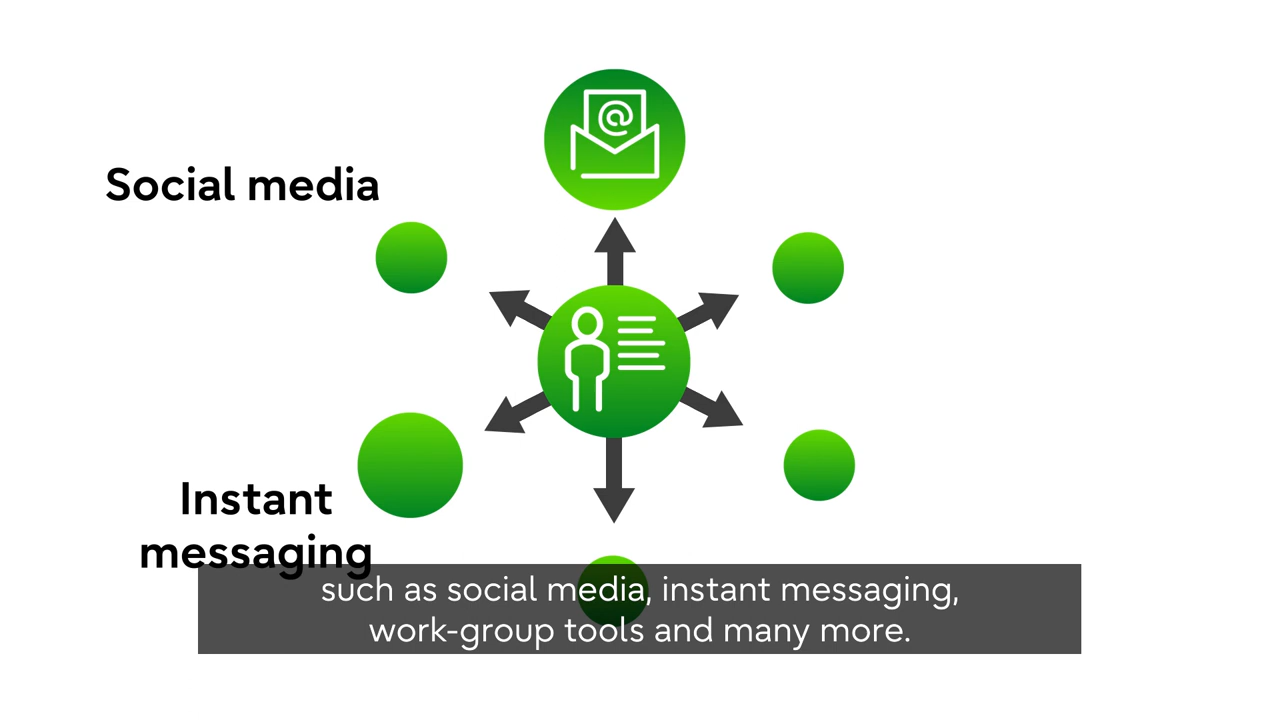 @
Social media
Instant
messaging
such as social media, instant messaging,
work-group tools and many more.